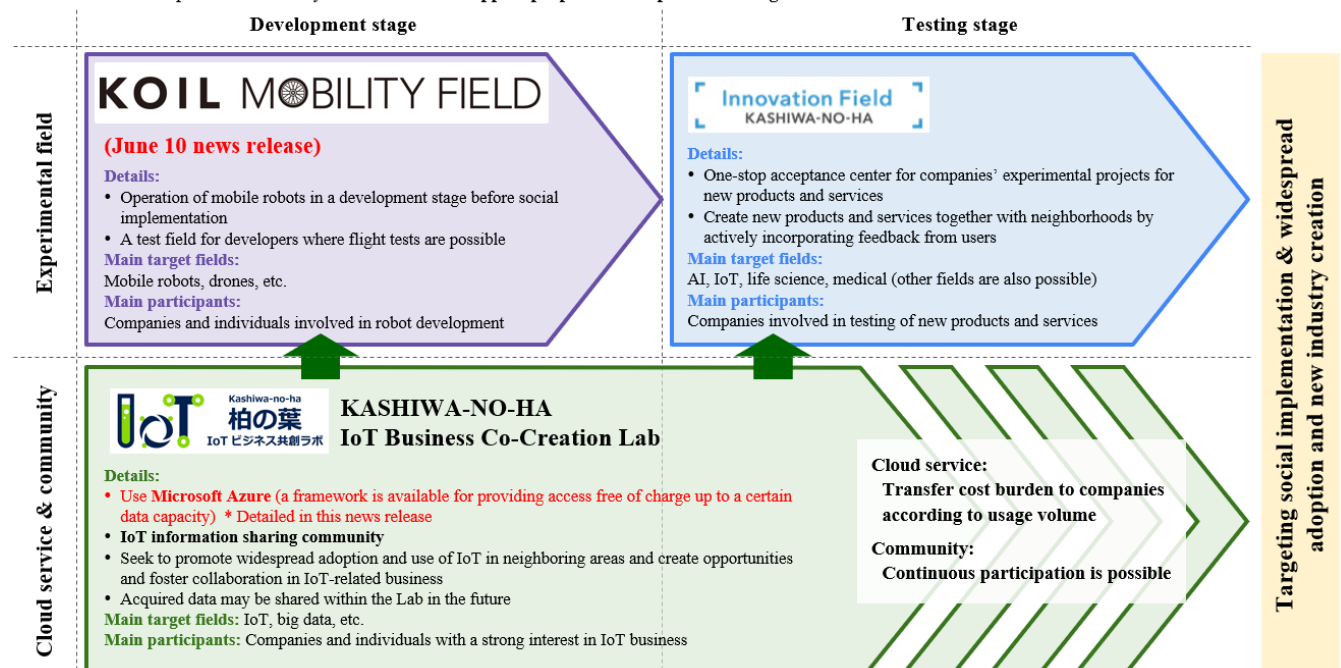 Development stage
Testing stage
Experimental field
KOIL MOBILITY FIELD
(June 10 news release)
Details:
• Operation of mobile robots in a development stage before social
implementation
• A test field for developers where flight tests are possible
Main target fields:
Mobile robots, drones, etc.
Main participants:
Companies and individuals involved in robot development
Innovation Field
KASHIWA-NO-HA
Details:
• One-stop acceptance center for companies’ experimental projects for
new products and services
• Create new products and services together with neighborhoods by
actively incorporating feedback from users
Main target fields:
AI, IoT, life science, medical (other fields are also possible)
Main participants:
Companies involved in testing of new products and services
Cloud service & community
IoT
Kashiwa-no-ha
柏の葉
IoT ビジネス共創ラボ
KASHIWA-NO-HA
IoT Business Co-Creation Lab
Details:
• Use Microsoft Azure (a framework is available for providing access free of charge up to a certain
data capacity) * Detailed in this news release
• IoT information sharing community
• Seek to promote widespread adoption and use of IoT in neighboring areas and create opportunities
and foster collaboration in IoT-related business
• Acquired data may be shared within the Lab in the future
Main target fields: IoT, big data, etc.
Main participants: Companies and individuals with a strong interest in IoT business
Cloud service:
Transfer cost burden to companies
according to usage volume
Community:
Continuous participation is possible
Targeting social implementation & widespread
adoption and new industry creation